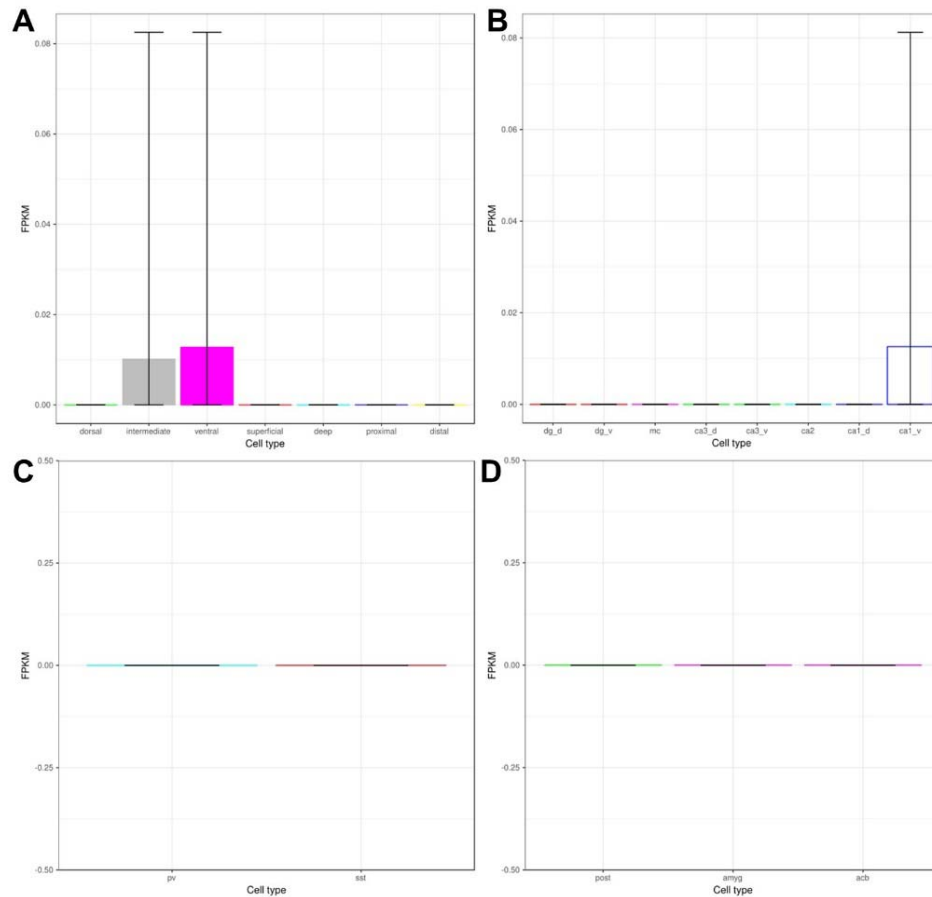 A
FPKM
0.08
0.06
0.04
0.02
0.00
dorsal intermediate ventral superficial deep proximal distal
Cell type
B
FPKM
0.08
0.06
0.04
0.02
0.00
dg_d dg_v mc ca3_d ca3_v ca2 ca1_d ca1_v
Cell type
C
FPKM
0.50
0.25
0.00
-0.25
-0.50
pv sst
Cell type
D
FPKM
0.50
0.25
0.00
-0.25
-0.50
post amyg acb
Cell type